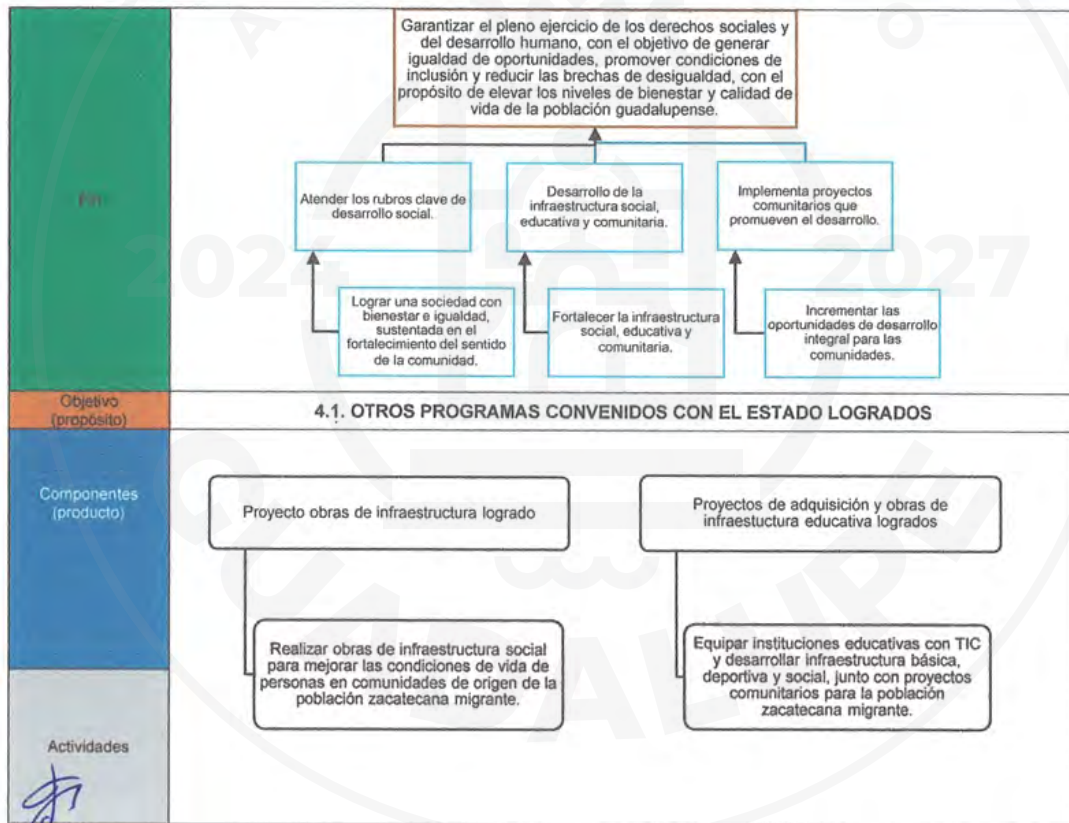 Garantizar el pleno ejercicio de los derechos sociales y
del desarrollo humano, con el objetivo de generar
igualdad de oportunidades, promover condiciones de
inclusión y reducir las brechas de desigualdad, con el
propósito de elevar los niveles de bienestar y calidad de
vida de la población guadalupense.
Atender los rubros clave de
desarrollo social.
Desarrollo de la
infraestructura social,
educativa y comunitaria.
Implementa proyectos
comunitarios que
promueven el desarrollo.
2024
2027
Lograr una sociedad con
bienestar e igualdad,
sustentada en el
fortalecimiento del sentido
de la comunidad.
Fortalecer la infraestructura
social, educativa y
comunitaria.
Incrementar las
oportunidades de desarrollo
integral para las
comunidades.
Objetivo
(propósito)
4.1. OTROS PROGRAMAS CONVENIDOS CON EL ESTADO LOGRADOS
Componentes
(producto)
Proyecto obras de infraestructura logrado
Proyectos de adquisición y obras de
infraestuctura educativa logrados
Realizar obras de infraestructura social
para mejorar las condiciones de vida de
personas en comunidades de origen de la
población zacatecana migrante.
Equipar instituciones educativas con TIC
y desarrollar infraestructura básica,
deportiva y social, junto con proyectos
comunitarios para la población
zacatecana migrante.
Actividades
GUADALUPE